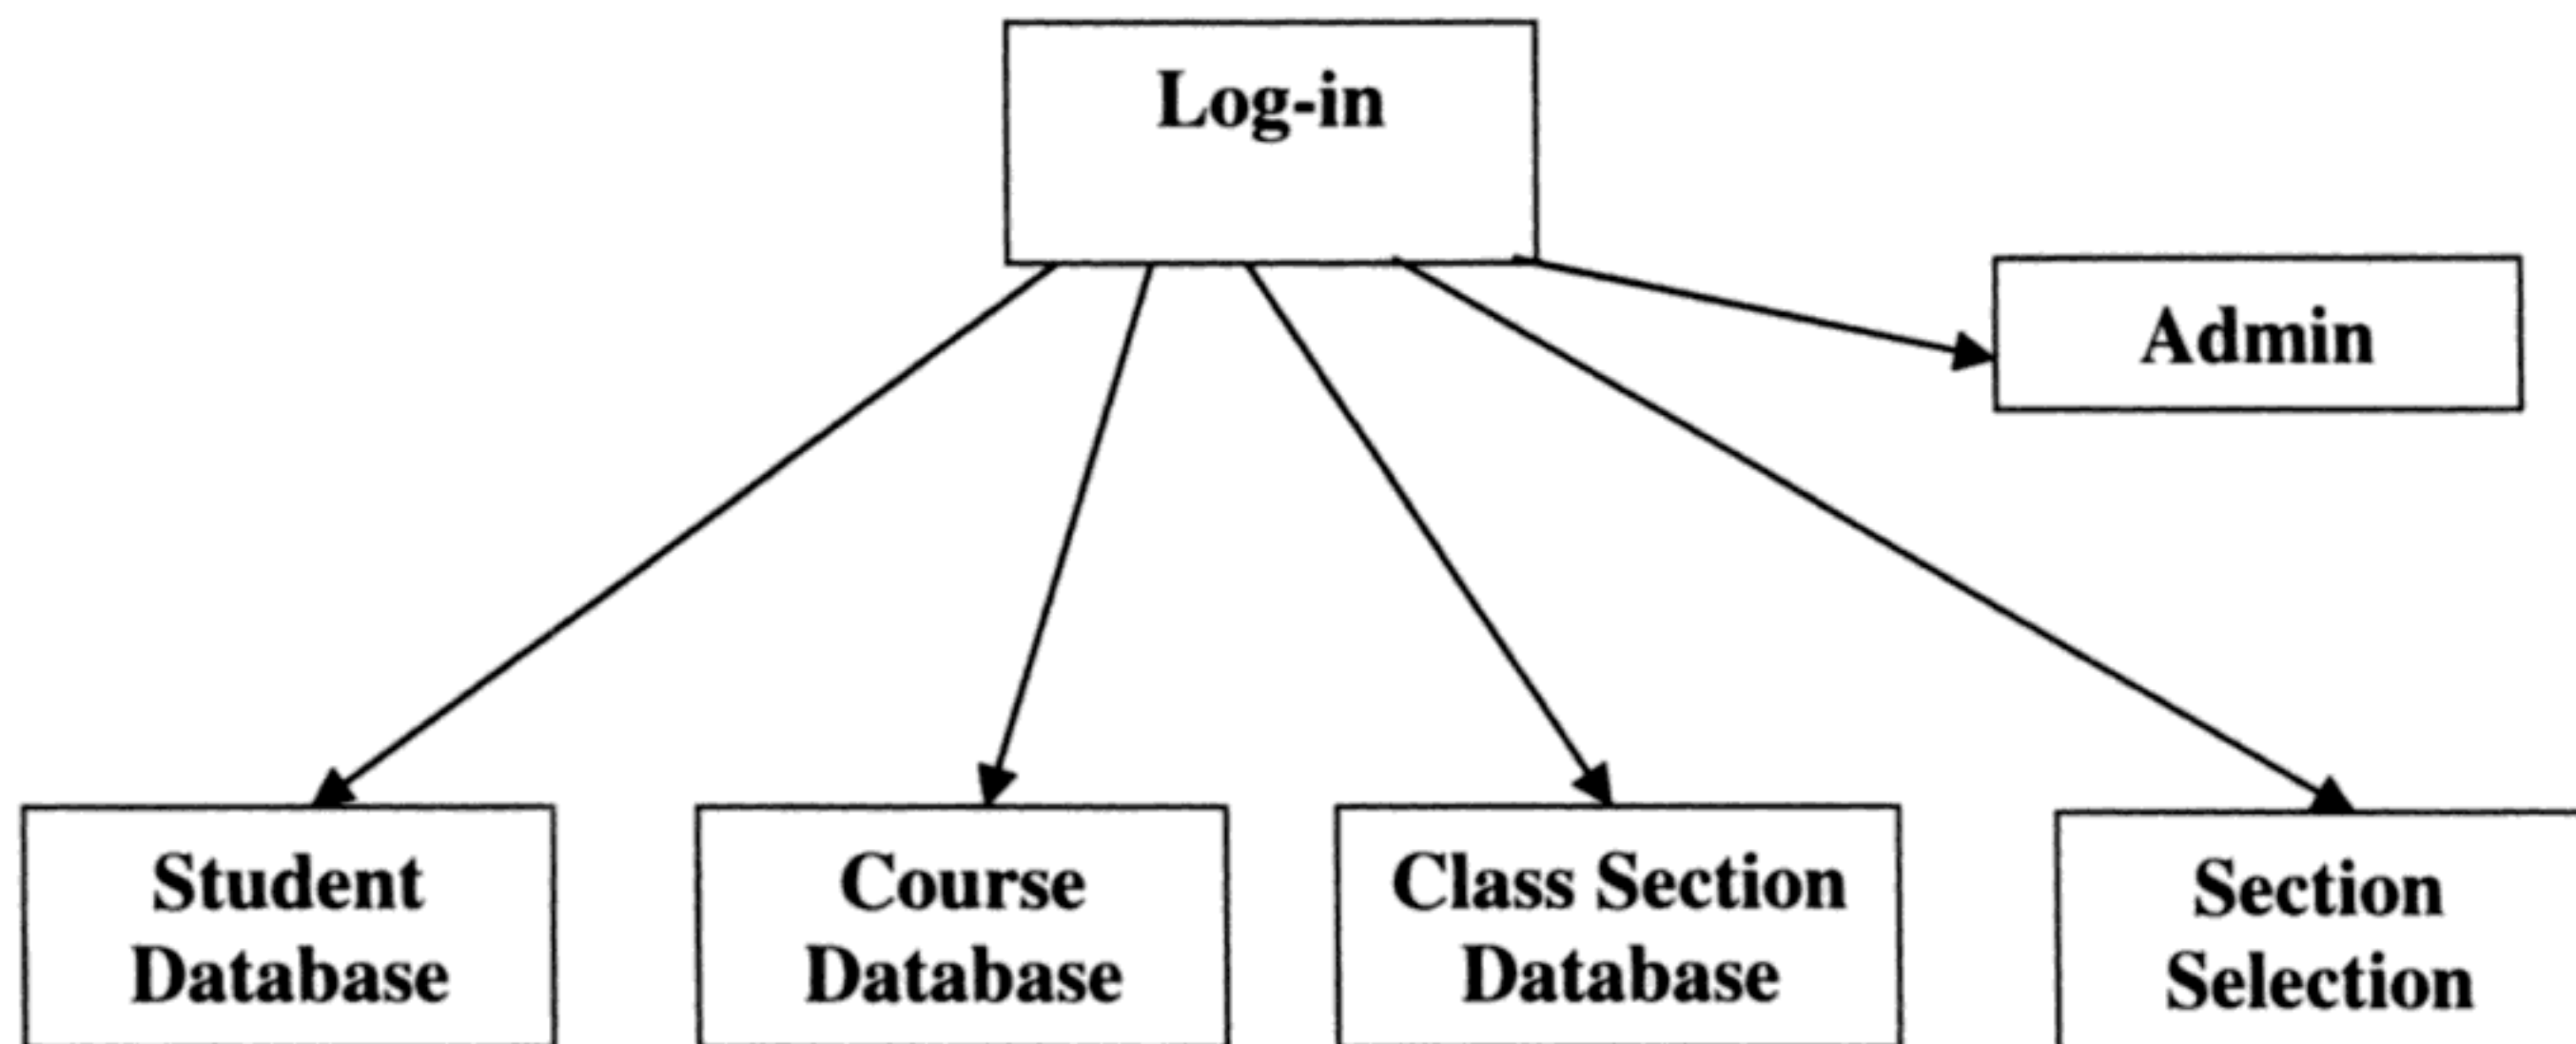 Log-in
Admin
Student
Database
Course
Database
Class Section
Database
Section
Selection